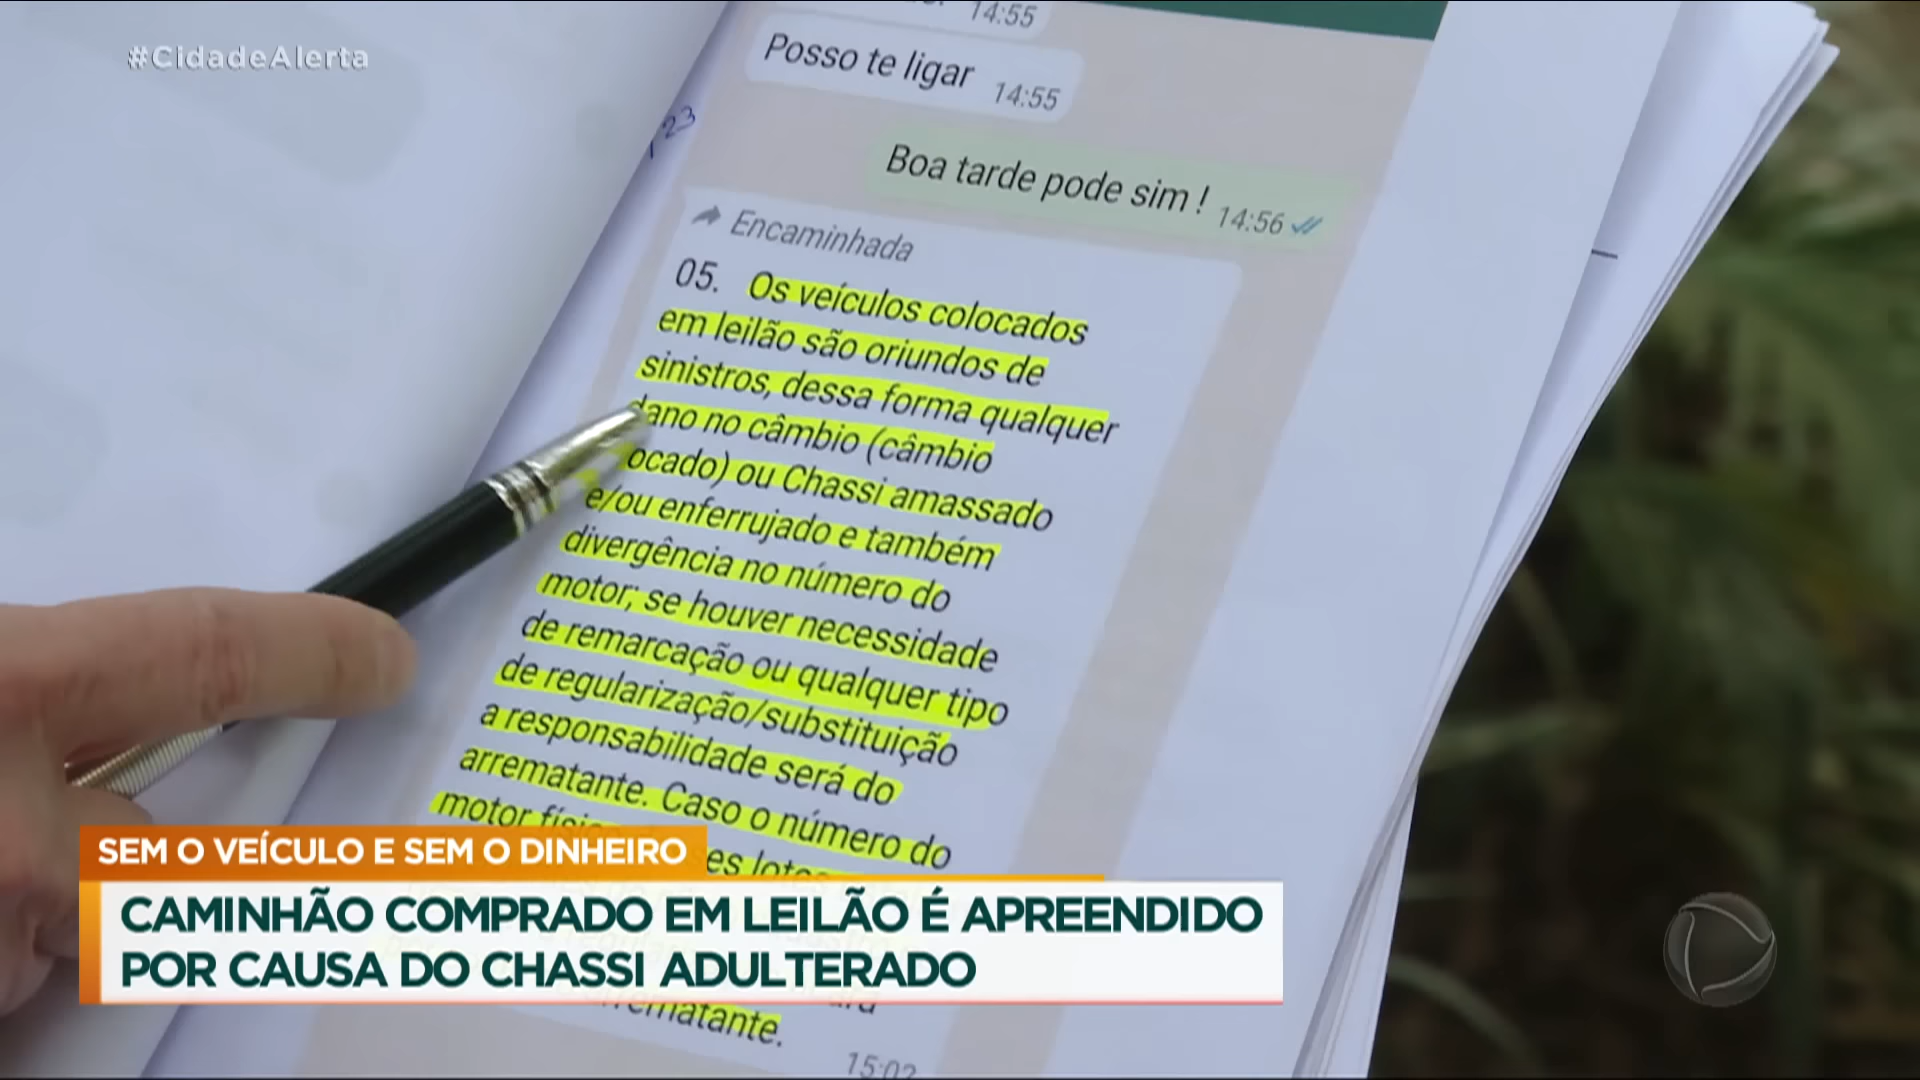 #CidadeAlerta
14:55
Posso te ligar 14:55
23
Boa tarde pode sim ! 14:56
Encaminhada
05. Os veículos colocados
em leilão são oriundos de
sinistros, dessa forma qualquer
dano no câmbio (câmbio
ocado) ou Chassi amassado
e/ou enferrujado e também
divergência no número do
motor; se houver necessidade
de remarcação ou qualquer tipo
de regularização/substituição
a responsabilidade será do
arrematante. Caso o número do
motor
arrematante.
15:02
SEM O VEÍCULO E SEM O DINHEIRO
CAMINHÃO COMPRADO EM LEILÃO É APREENDIDO
POR CAUSA DO CHASSI ADULTERADO